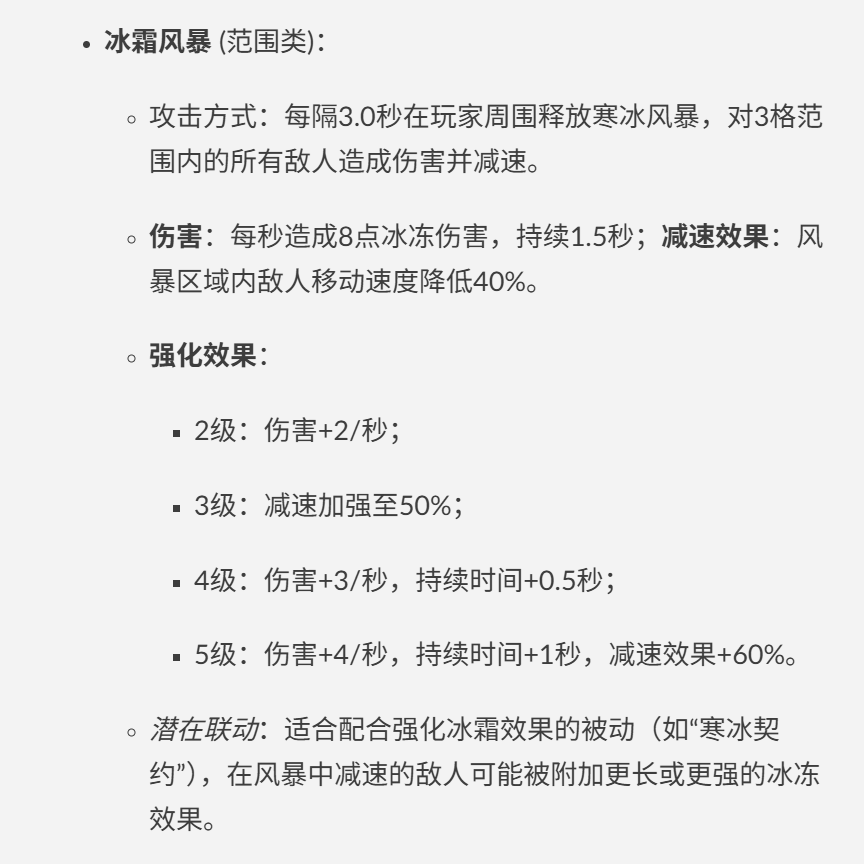 • 冰霜风暴 (范围类)：
◦ 攻击方式：每隔3.0秒在玩家周围释放寒冰风暴，对3格范
围内的所有敌人造成伤害并减速。
◦ 伤害：每秒造成8点冰冻伤害，持续1.5秒；减速效果：风
暴区域内敌人移动速度降低40%。
◦ 强化效果：
▪ 2级：伤害+2/秒；
▪ 3级：减速加强至50%；
▪ 4级：伤害+3/秒，持续时间+0.5秒；
▪ 5级：伤害+4/秒，持续时间+1秒，减速效果+60%。
◦ 潜在联动：适合配合强化冰霜效果的被动（如“寒冰契
约”），在风暴中减速的敌人可能被附加更长或更强的冰冻
效果。